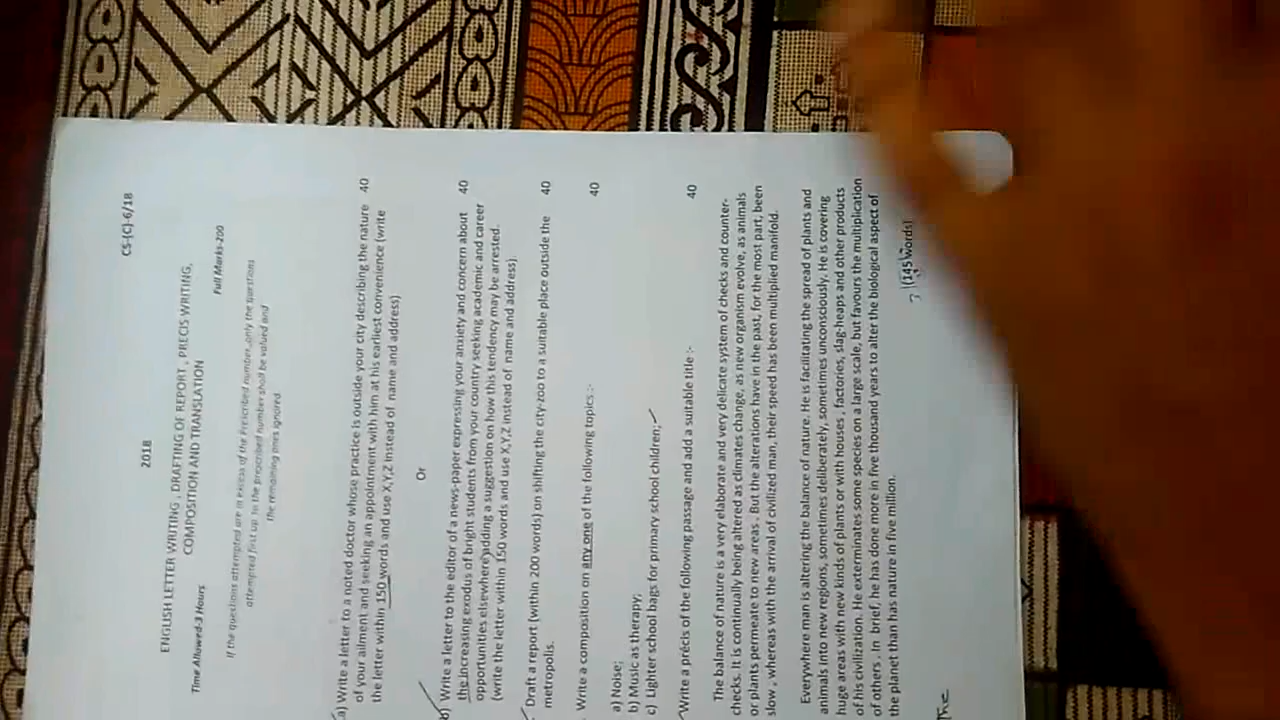 CS-(C)-6/18
2018
ENGLISH LETTER WRITING , DRAFTING OF REPORT , PRECIS WRITING,
COMPOSITION AND TRANSLATION
Time Allowed-3 Hours Full Marks-200
If the questions attempted are in excess of the Prescribed number, only the questions
attempted first up to the prescribed number shall be valued and
the remaining ones ignored
a) Write a letter to a noted doctor whose practice is outside your city describing the nature 40
of your ailment and seeking an appointment with him at his earliest convenience (write
the letter within 150 words and use X,Y,Z instead of name and address)
Or
b) Write a letter to the editor of a news-paper expressing your anxiety and concern about 40
the increasing exodus of bright students from your country seeking academic and career
opportunities elsewhere adding a suggestion on how this tendency may be arrested.
(write the letter within 150 words and use X,Y,Z instead of name and address).
Draft a report (within 200 words) on shifting the city-zoo to a suitable place outside the 40
metropolis.
Write a composition on any one of the following topics:- 40
a) Noise;
b) Music as therapy;
c) Lighter school bags for primary school children;
Write a précis of the following passage and add a suitable title :- 40
The balance of nature is a very elaborate and very delicate system of checks and counter-
checks. It is continually being altered as climates change, as new organism evolve, as animals
or plants permeate to new areas . But the alterations have in the past, for the most part, been
slow , whereas with the arrival of civilized man, their speed has been multiplied manifold.
Everywhere man is altering the balance of nature. He is facilitating the spread of plants and
animals into new regions, sometimes deliberately, sometimes unconsciously. He is covering
huge areas with new kinds of plants or with houses , factories, slag-heaps and other products
of his civilization. He exterminates some species on a large scale, but favours the multiplication
of others . In brief, he has done more in five thousand years to alter the biological aspect of
the planet than has nature in five million.
(145 Words)
The